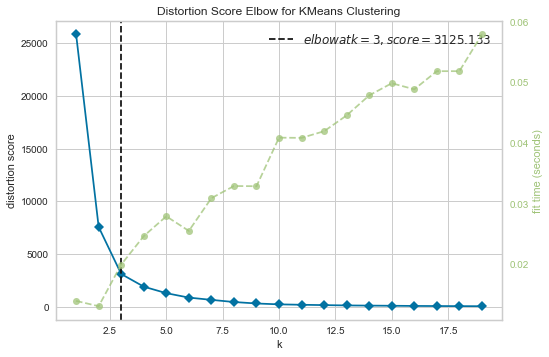 Distortion Score Elbow for KMeans Clustering
elbow at k = 3, score = 3125.133
distortion score
25000
20000
15000
10000
5000
0
2.5 5.0 7.5 10.0 12.5 15.0 17.5
k
0.06
0.05
0.04
0.03
0.02
fit time (seconds)